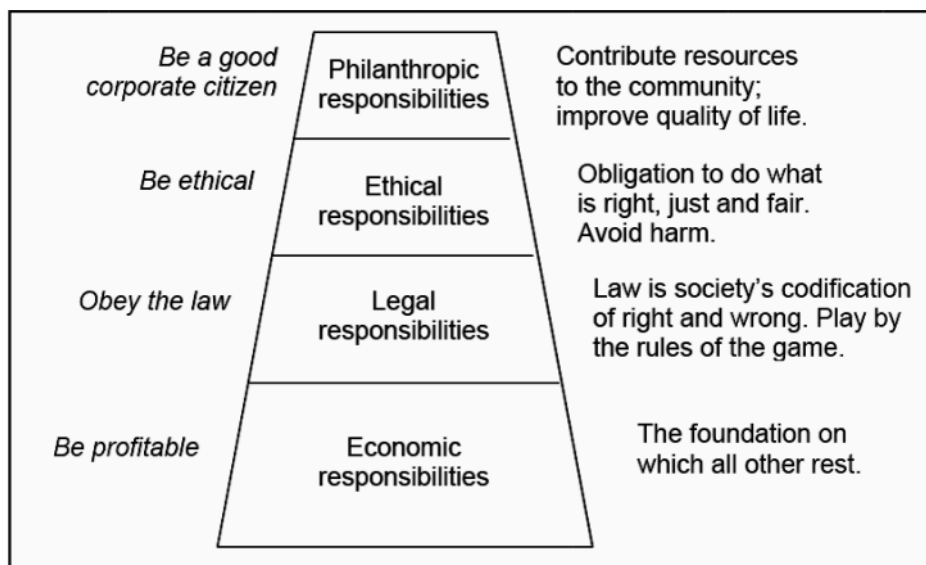 Be a good
corporate citizen
Philanthropic
responsibilities
Contribute resources
to the community;
improve quality of life.
Be ethical
Ethical
responsibilities
Obligation to do what
is right, just and fair.
Avoid harm.
Obey the law
Legal
responsibilities
Law is society's codification
of right and wrong. Play by
the rules of the game.
Be profitable
Economic
responsibilities
The foundation on
which all other rest.